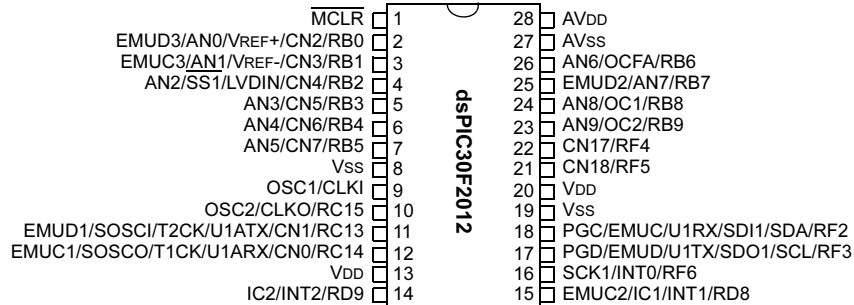 MCLR 1 28 AVDD
EMUD3/AN0/VREF+/CN2/RB0 2 27 AVSS
EMUC3/AN1/VREF-/CN3/RB1 3 26 AN6/OCFA/RB6
AN2/SS1/LVDIN/CN4/RB2 4 25 EMUD2/AN7/RB7
AN3/CN5/RB3 5 24 AN8/OC1/RB8
AN4/CN6/RB4 6 23 AN9/OC2/RB9
AN5/CN7/RB5 7 22 CN17/RF4
VSS 8 21 CN18/RF5
OSC1/CLKI 9 20 VDD
OSC2/CLKO/RC15 10 19 VSS
EMUD1/SOSCI/T2CK/U1ATX/CN1/RC13 11 18 PGC/EMUC/U1RX/SDI1/SDA/RF2
EMUC1/SOSCO/T1CK/U1ARX/CN0/RC14 12 17 PGD/EMUD/U1TX/SDO1/SCL/RF3
VDD 13 16 SCK1/INT0/RF6
IC2/INT2/RD9 14 15 EMUC2/IC1/INT1/RD8
dsPIC30F2012